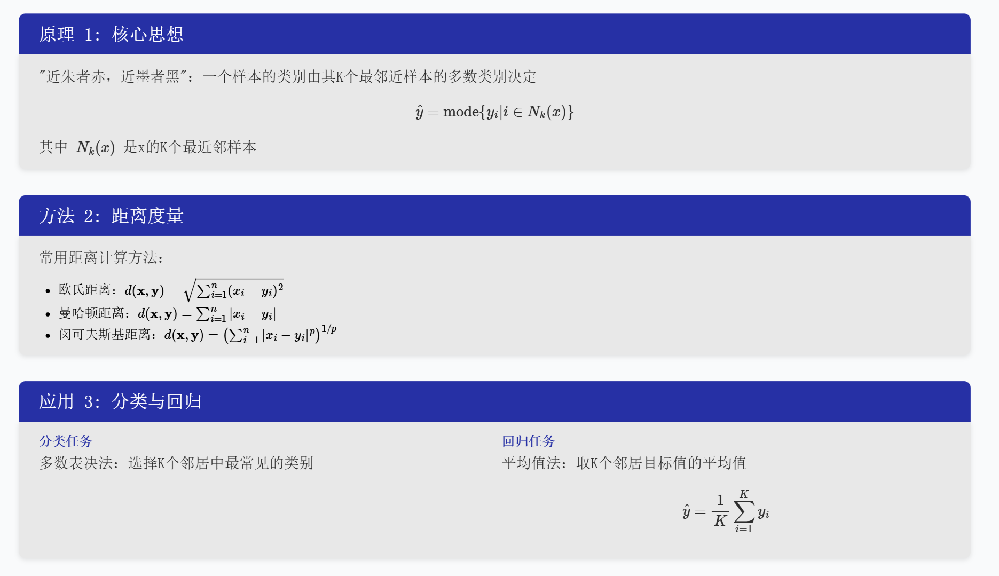 原理 1: 核心思想
"近朱者赤，近墨者黑"：一个样本的类别由其K个最邻近样本的多数类别决定
$\hat{y} = \text{mode}\{y_i | i \in N_k(x)\}$
其中 $N_k(x)$ 是x的K个最近邻样本
方法 2: 距离度量
常用距离计算方法：
• 欧氏距离：$d(\mathbf{x}, \mathbf{y}) = \sqrt{\sum_{i=1}^{n}(x_i - y_i)^2}$
• 曼哈顿距离：$d(\mathbf{x}, \mathbf{y}) = \sum_{i=1}^{n}|x_i - y_i|$
• 闵可夫斯基距离：$d(\mathbf{x}, \mathbf{y}) = \left(\sum_{i=1}^{n}|x_i - y_i|^p\right)^{1/p}$
应用 3: 分类与回归
分类任务
多数表决法：选择K个邻居中最常见的类别
回归任务
平均值法：取K个邻居目标值的平均值
$\hat{y} = \frac{1}{K}\sum_{i=1}^{K} y_i$